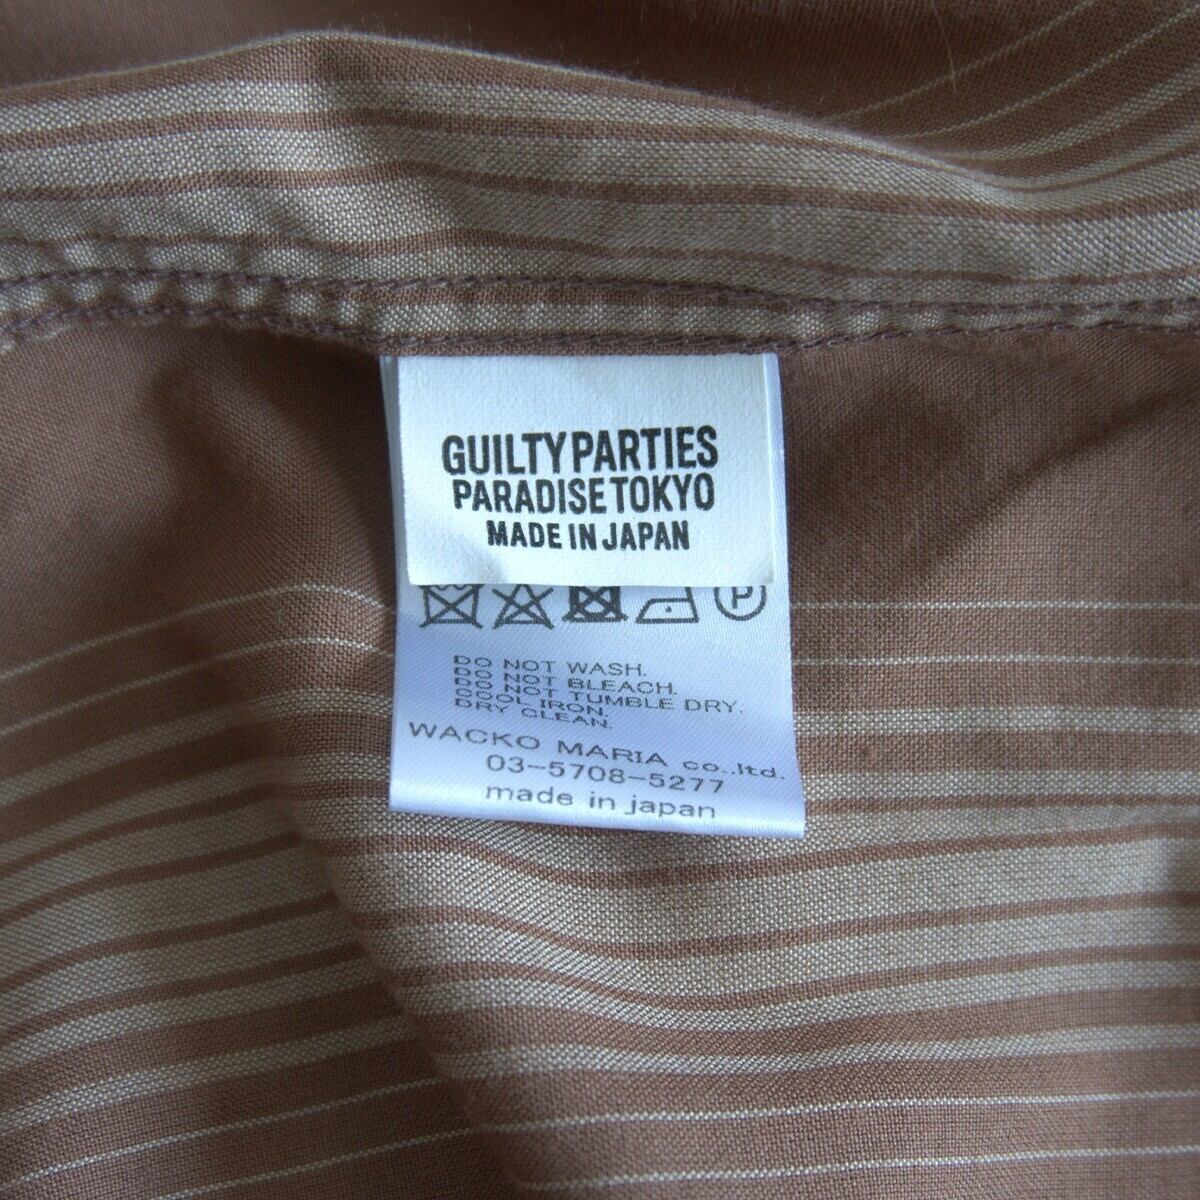 GUILTY PARTIES
PARADISE TOKYO
MADE IN JAPAN
P
DO NOT WASH.
DO NOT BLEACH.
DO NOT TUMBLE DRY.
COOL IRON.
DRY CLEAN.
WACKO MARIA co.,ltd.
03-5708-5277
made in japan